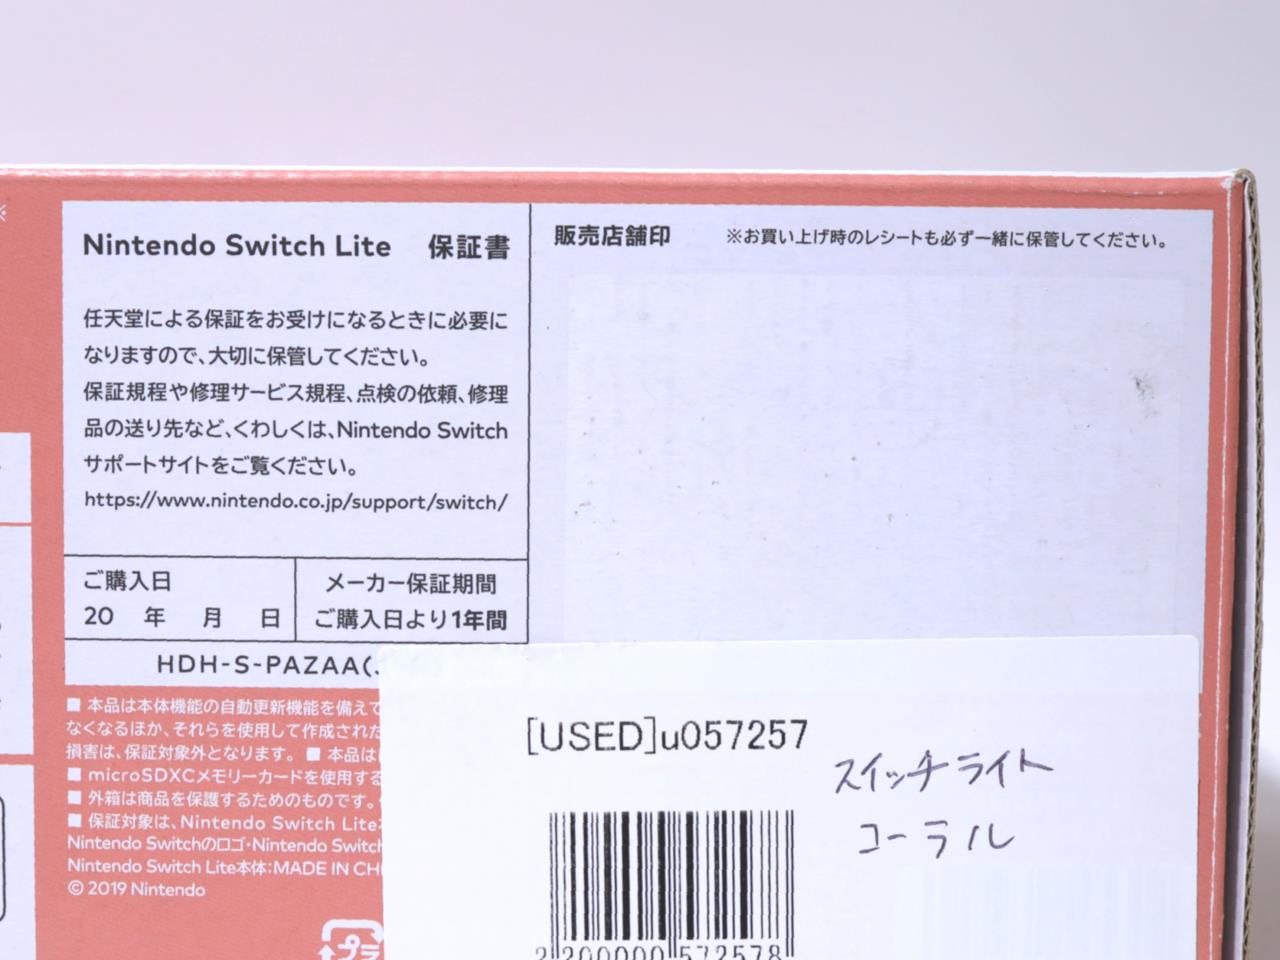 Nintendo Switch Lite 保証書
任天堂による保証をお受けになるときに必要に
なりますので、大切に保管してください。
保証規程や修理サービス規程、点検の依頼、修理
品の送り先など、くわしくは、Nintendo Switch
サポートサイトをご覧ください。
https://www.nintendo.co.jp/support/switch/
ご購入日
20 年 月 日
メーカー保証期間
ご購入日より1年間
HDH-S-PAZAA(
販売店舗印
※お買い上げ時のレシートも必ず一緒に保管してください。
■ 本品は本体機能の自動更新機能を備えて
なくなるほか、それらを使用して作成された
損害は、保証対象外となります。 ■ 本品は
■ microSDXCメモリーカードを使用する
■ 外箱は商品を保護するためのものです。
■ 保証対象は、Nintendo Switch Lite
Nintendo Switchのロゴ・Nintendo Switch
Nintendo Switch Lite本体:MADE IN CH
© 2019 Nintendo
プラ
[USED]u057257
スイッチライト
コーラル
2 200000 572578